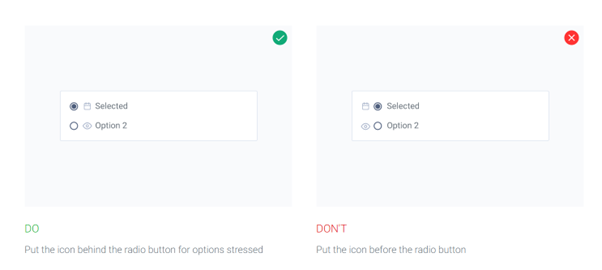 Selected
Option 2
Selected
Option 2
DO
DON'T
Put the icon behind the radio button for options stressed
Put the icon before the radio button